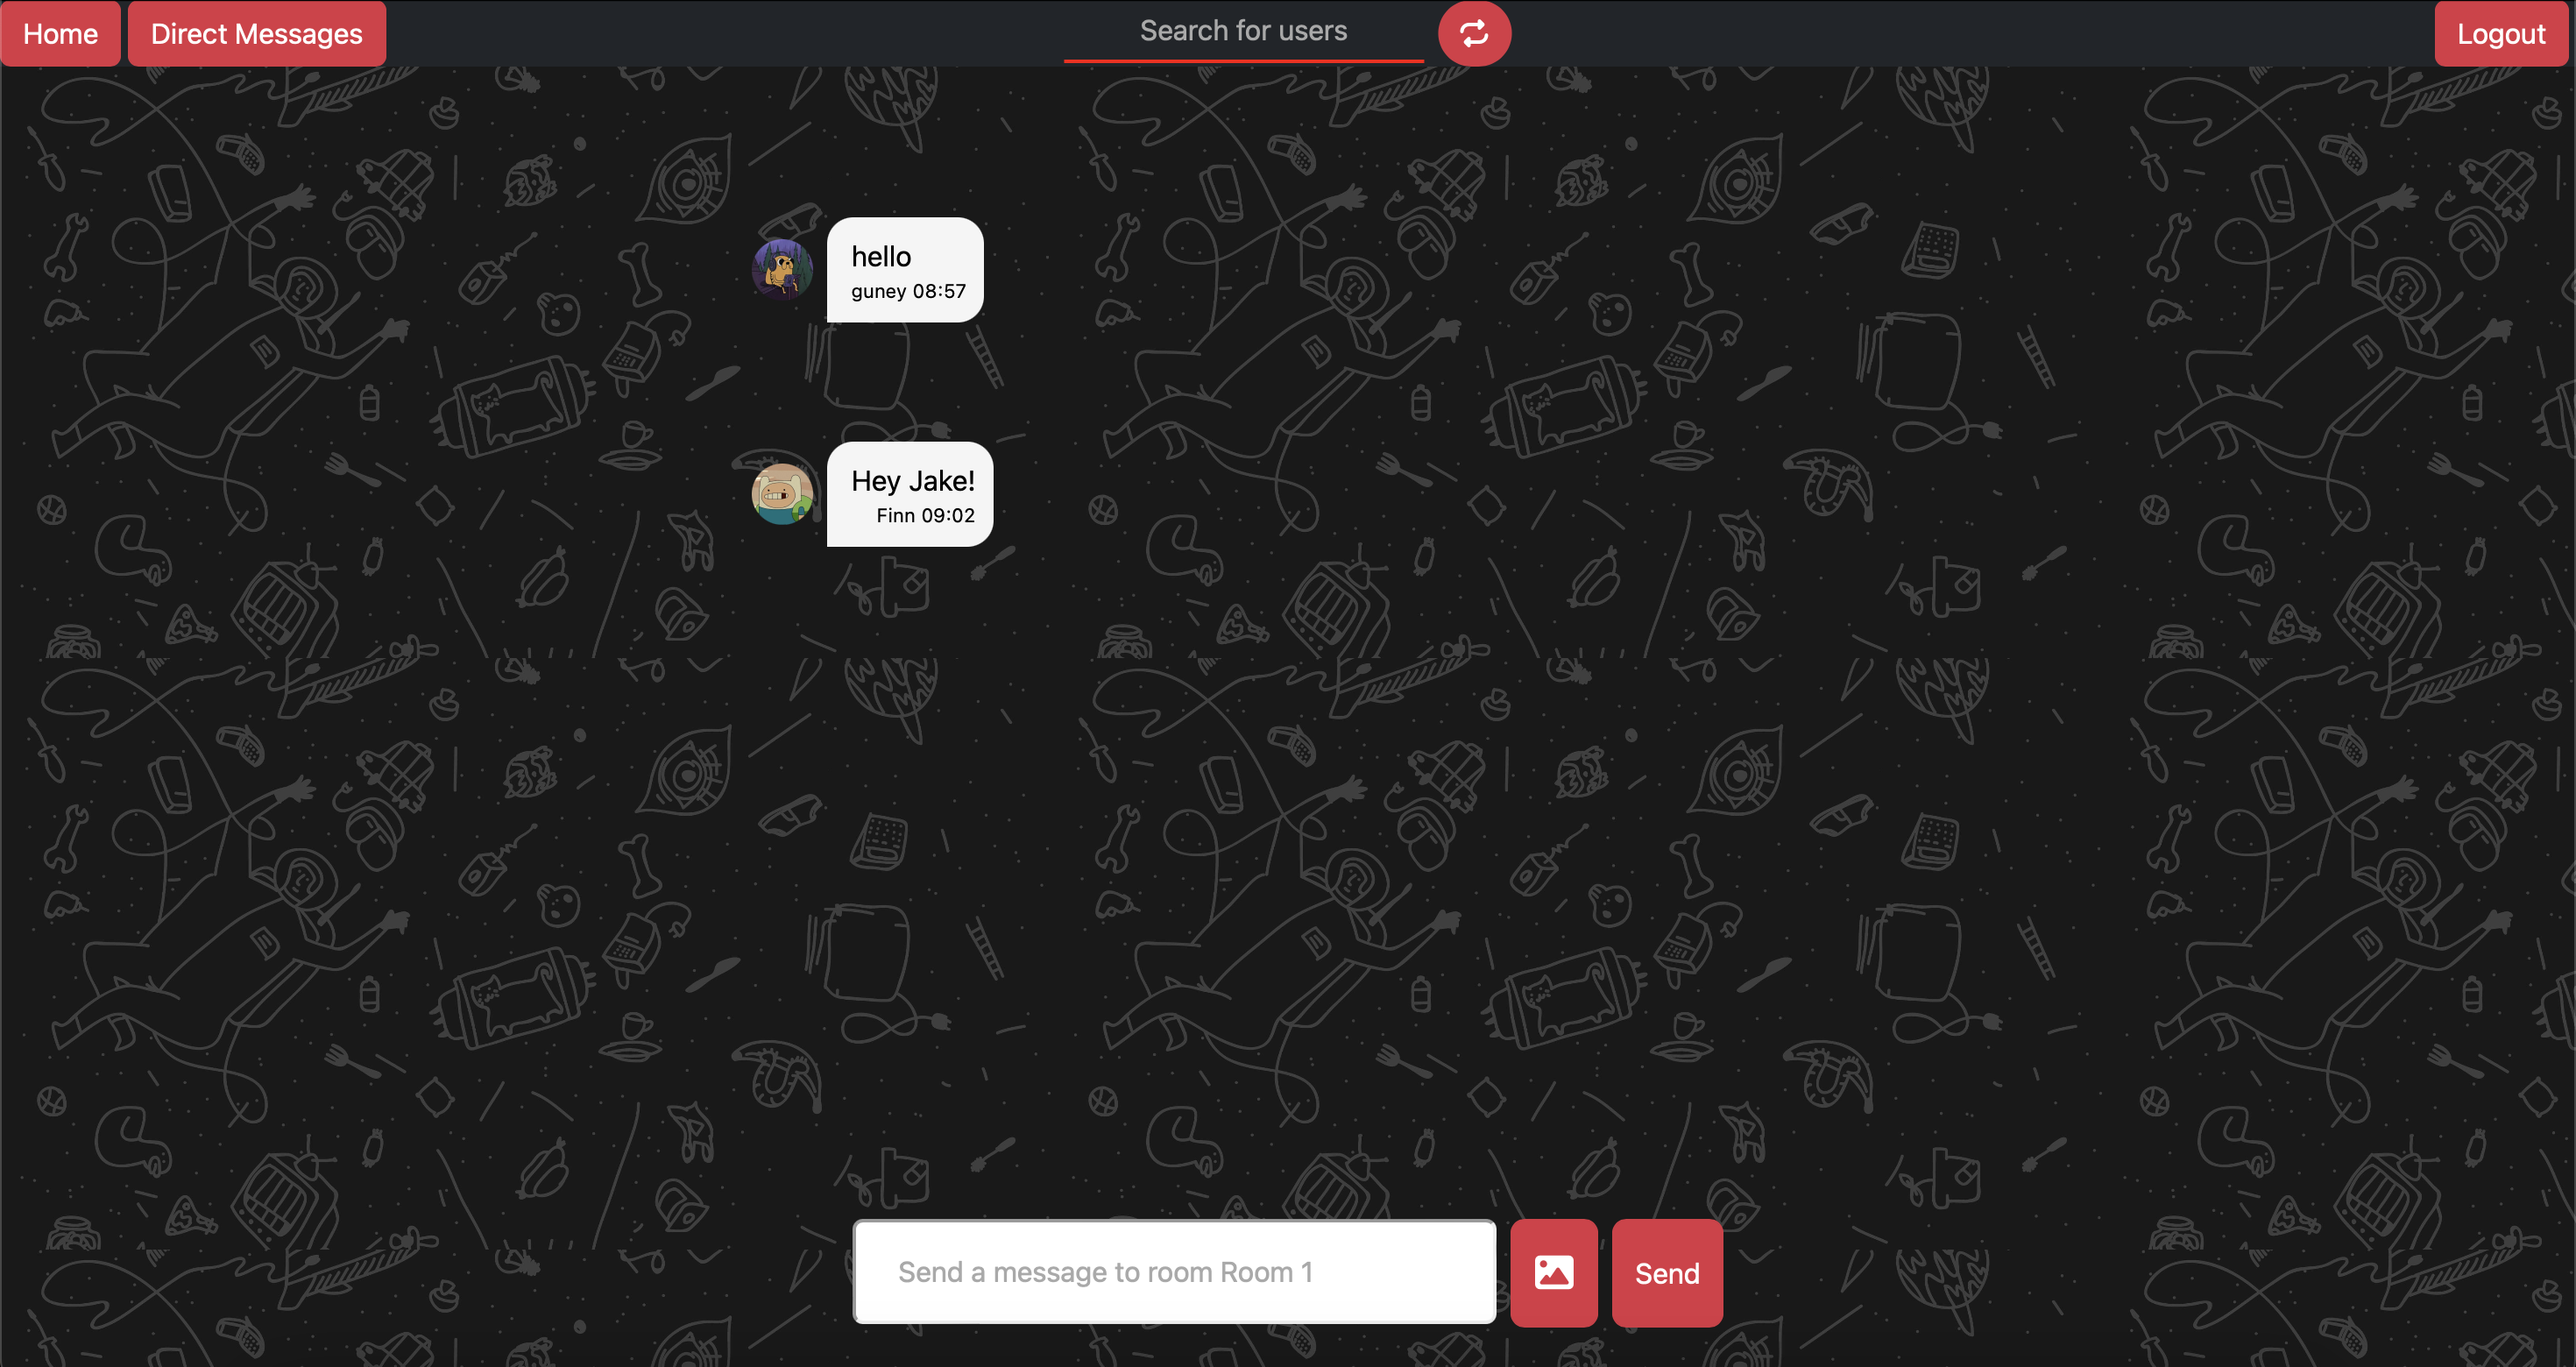 Home
Direct Messages
Search for users
Logout
hello
guney 08:57
Hey Jake!
Finn 09:02
Send a message to room Room 1
Send